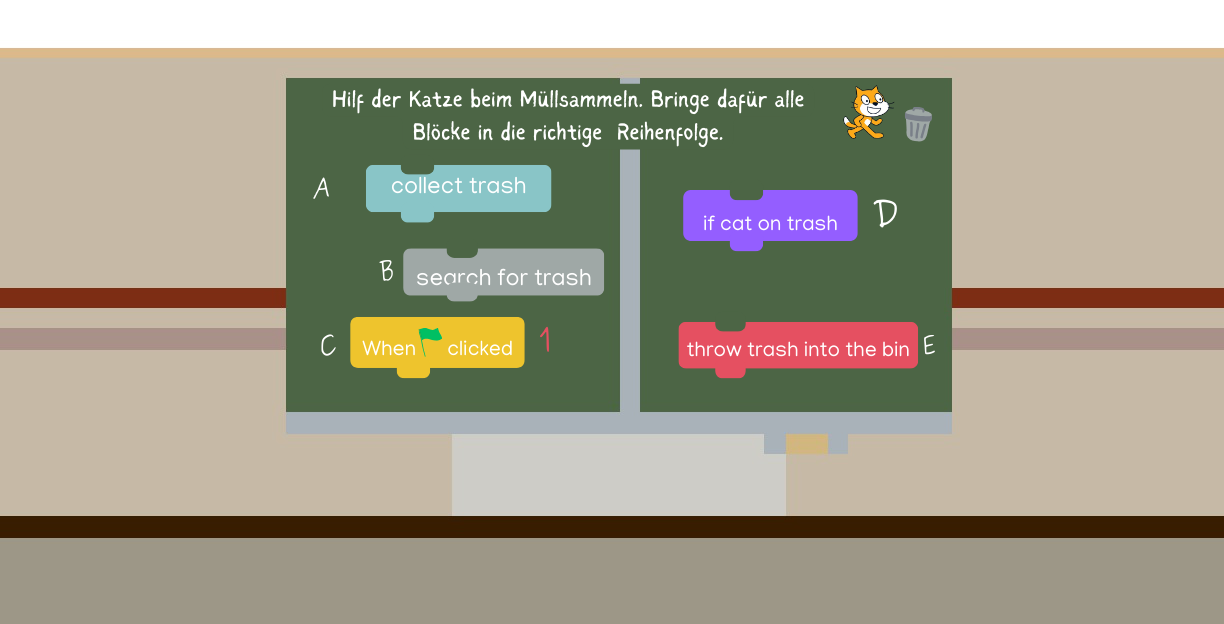 Hilf der Katze beim Müllsammeln. Bringe dafür alle
Blöcke in die richtige Reihenfolge.
A collect trash
if cat on trash D
B search for trash
C When clicked 1
throw trash into the bin E